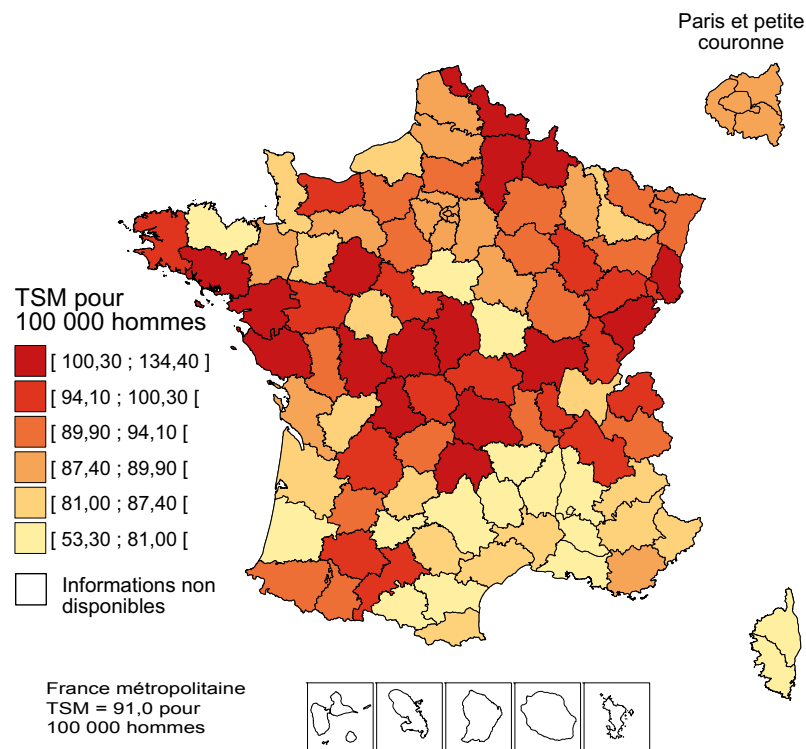 Paris et petite
couronne
TSM pour
100 000 hommes
[ 100,30 ; 134,40 ]
[ 94,10 ; 100,30 [
[ 89,90 ; 94,10 [
[ 87,40 ; 89,90 [
[ 81,00 ; 87,40 [
[ 53,30 ; 81,00 [
Informations non
disponibles
France métropolitaine
TSM = 91,0 pour
100 000 hommes